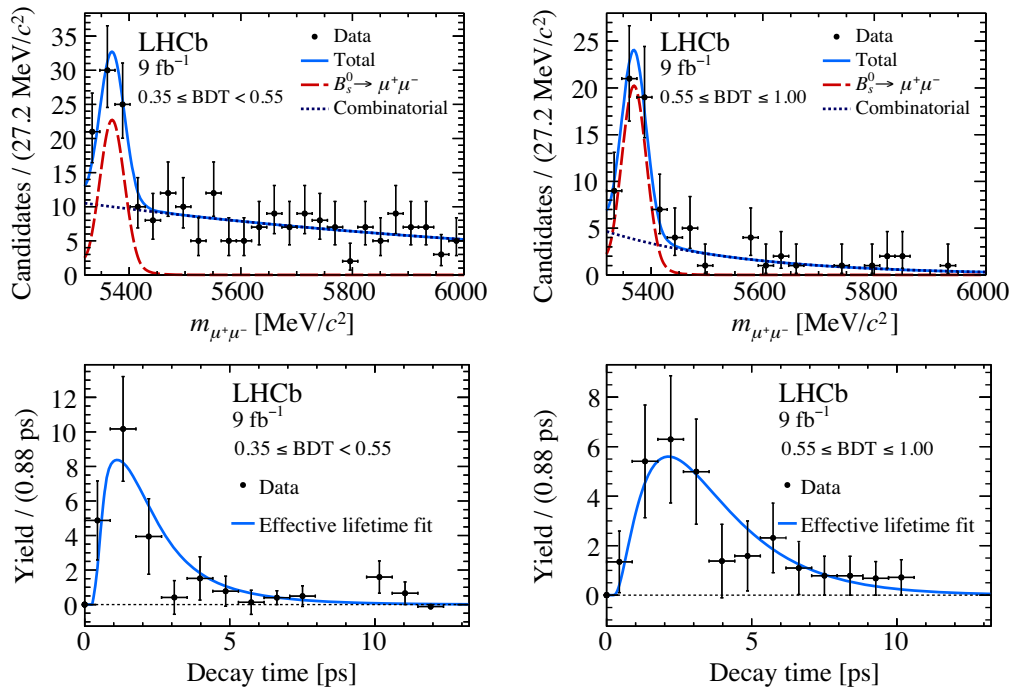 Candidates / (27.2 MeV/c²)
35
30
25
20
15
10
5
0
LHCb
9 fb⁻¹
0.35 ≤ BDT < 0.55
Data
Total
B⁰ₛ → μ⁺μ⁻
Combinatorial
5400 5600 5800 6000
m_μ⁺μ⁻ [MeV/c²]
Candidates / (27.2 MeV/c²)
25
20
15
10
5
0
LHCb
9 fb⁻¹
0.55 ≤ BDT ≤ 1.00
Data
Total
B⁰ₛ → μ⁺μ⁻
Combinatorial
5400 5600 5800 6000
m_μ⁺μ⁻ [MeV/c²]
Yield / (0.88 ps)
12
10
8
6
4
2
0
LHCb
9 fb⁻¹
0.35 ≤ BDT < 0.55
Data
Effective lifetime fit
0 5 10
Decay time [ps]
Yield / (0.88 ps)
8
6
4
2
0
LHCb
9 fb⁻¹
0.55 ≤ BDT ≤ 1.00
Data
Effective lifetime fit
0 5 10
Decay time [ps]